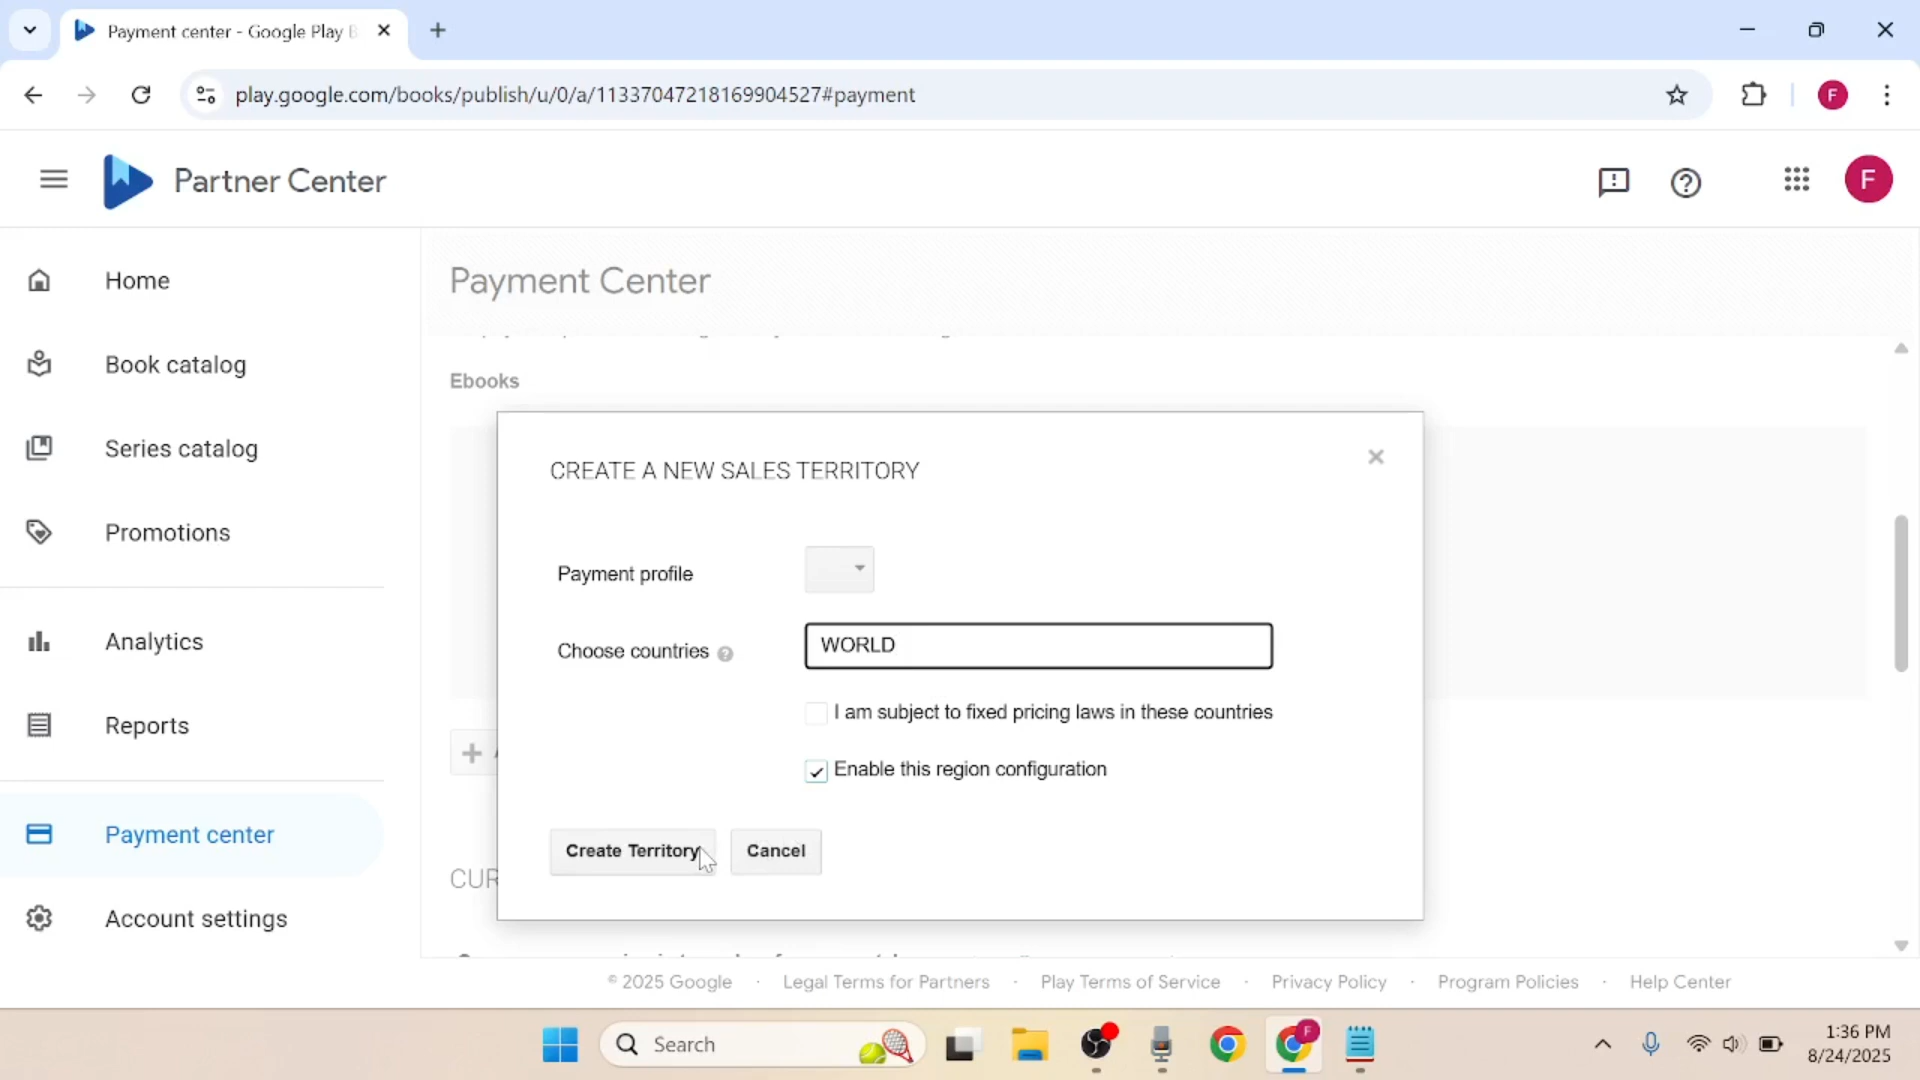 Payment center - Google Play B
play.google.com/books/publish/u/0/a/11337047218169904527#payment
F
Partner Center
F
Home
Book catalog
Series catalog
Promotions
Analytics
Reports
Payment center
Account settings
Payment Center
Ebooks
CREATE A NEW SALES TERRITORY
Payment profile
Choose countries ?
WORLD
I am subject to fixed pricing laws in these countries
Enable this region configuration
Create Territory
Cancel
CUR
© 2025 Google · Legal Terms for Partners · Play Terms of Service · Privacy Policy · Program Policies · Help Center
Search
F
1:36 PM
8/24/2025